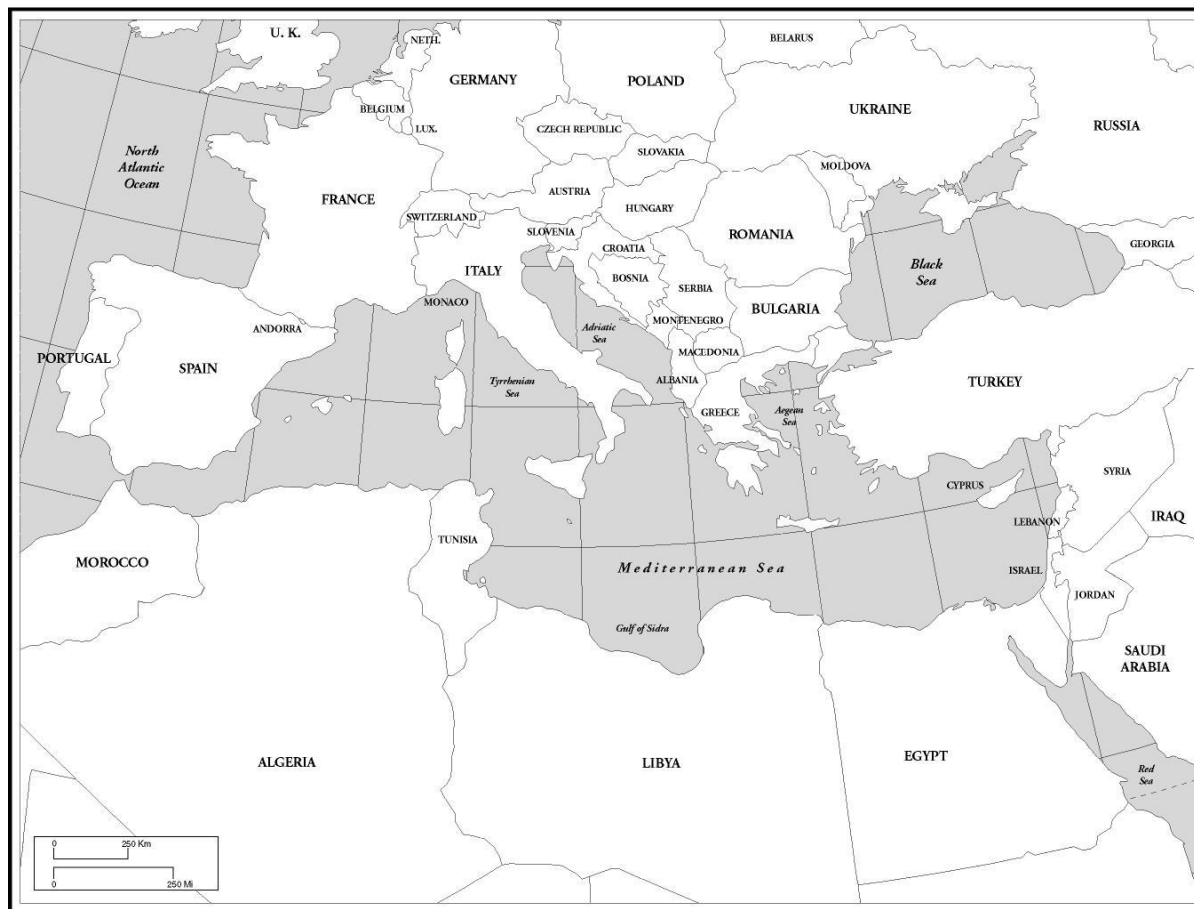 U. K.
NETH.
BELARUS
GERMANY
POLAND
BELGIUM
UKRAINE
LUX.
CZECH REPUBLIC
RUSSIA
North
Atlantic
Ocean
SLOVAKIA
MOLDOVA
FRANCE
AUSTRIA
HUNGARY
SWITZERLAND
SLOVENIA
ROMANIA
CROATIA
GEORGIA
ITALY
BOSNIA
Black
Sea
SERBIA
MONACO
BULGARIA
MONTENEGRO
ANDORRA
Adriatic
Sea
PORTUGAL
SPAIN
MACEDONIA
ALBANIA
TURKEY
Tyrrhenian
Sea
GREECE
Aegean
Sea
SYRIA
CYPRUS
IRAQ
LEBANON
TUNISIA
MOROCCO
Mediterranean Sea
ISRAEL
JORDAN
Gulf of Sidra
SAUDI
ARABIA
EGYPT
ALGERIA
LIBYA
Red
Sea
0 250 Km
0 250 Mi